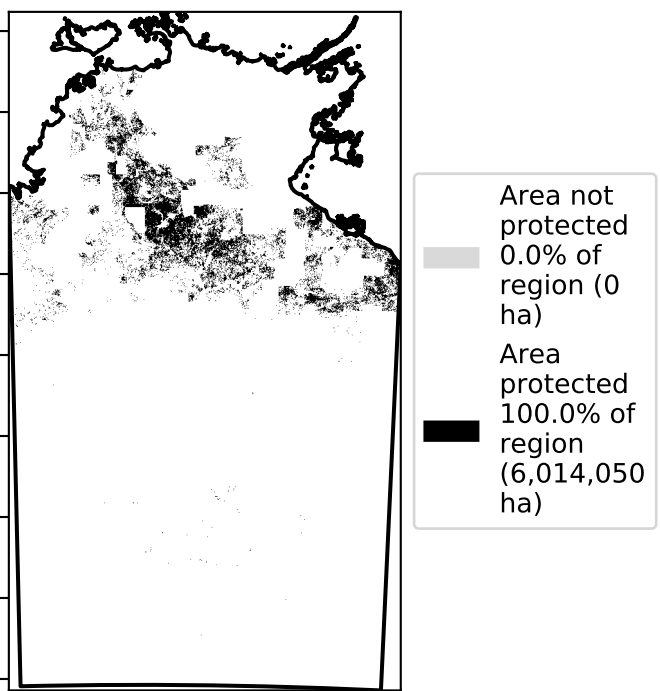 Area not
protected
0.0% of
region (0
ha)
Area
protected
100.0% of
region
(6,014,050
ha)